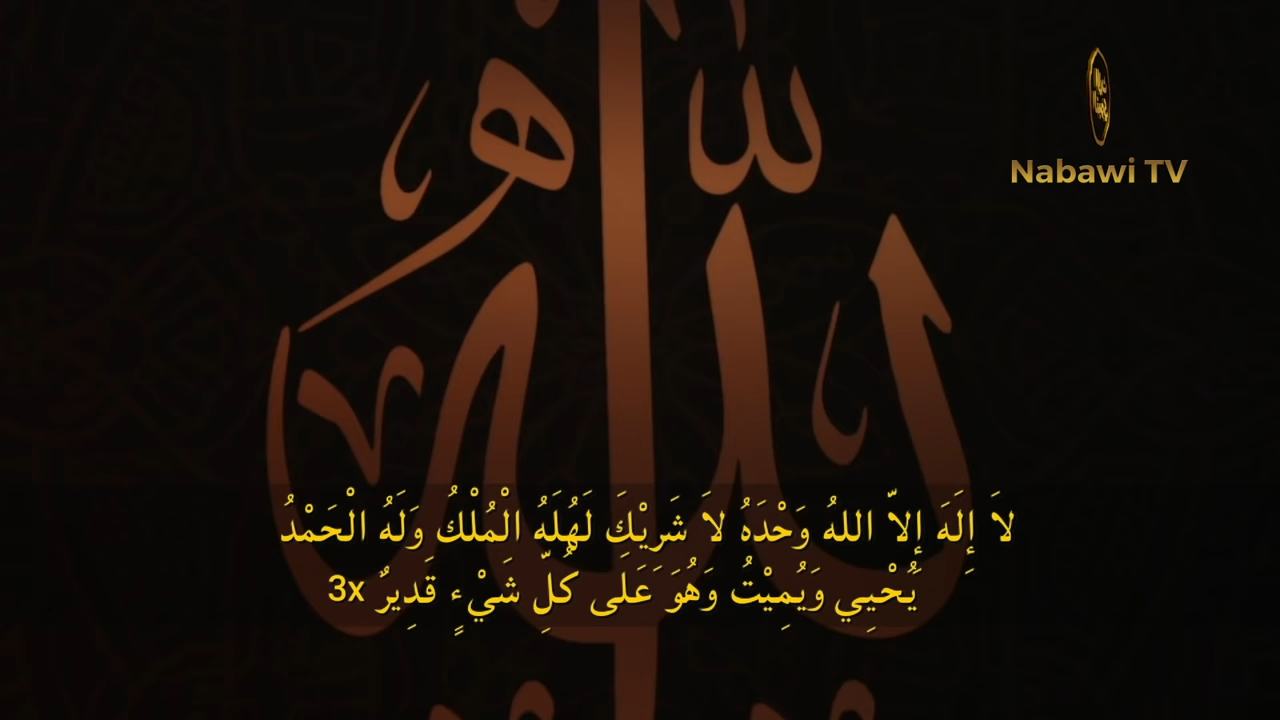 Nabawi TV
لاَ إِلَهَ إِلاّ اللهُ وَحْدَهُ لاَ شَرِيْكَ لَهُلَهُ الْمُلْكُ وَلَهُ الْحَمْدُ
يُحْيِي وَيُمِيْتُ وَهُوَ عَلَى كُلِّ شَيْءٍ قَدِيرٌ 3x